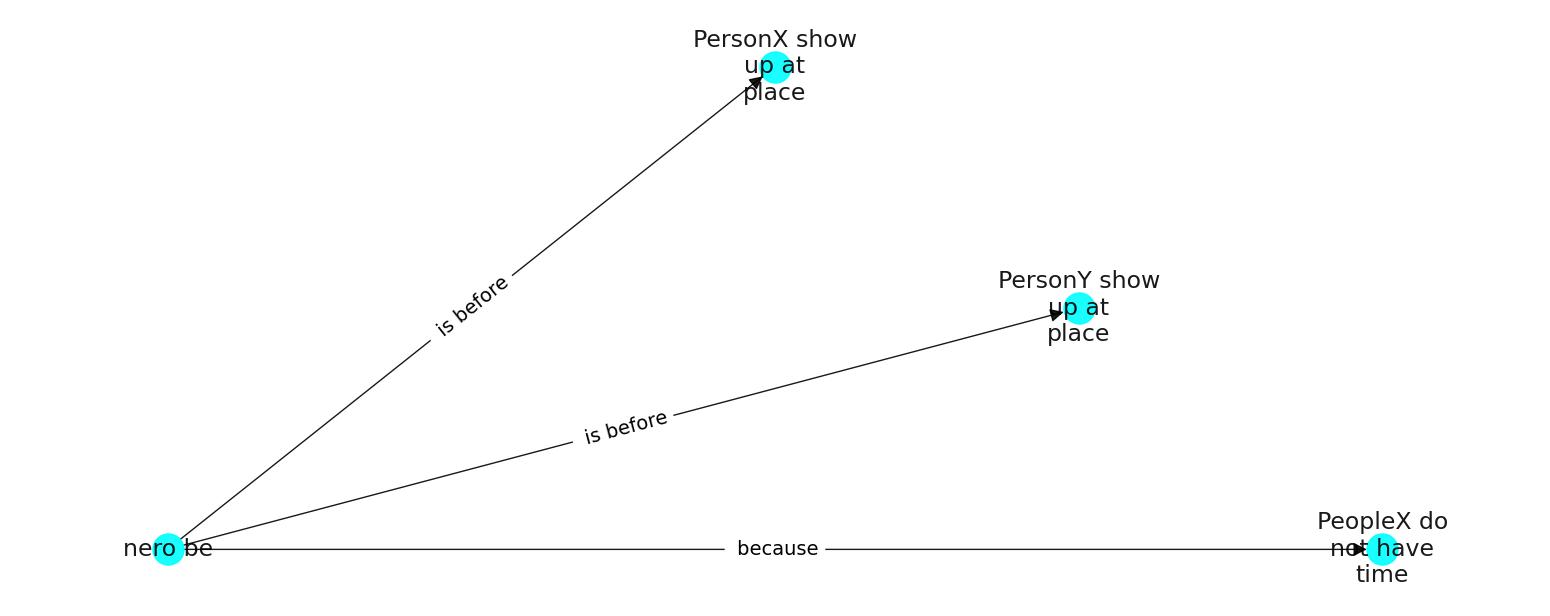 PersonX show
up at
place
is before
PersonY show
up at
place
is before
nero be
because
PeopleX do
not have
time